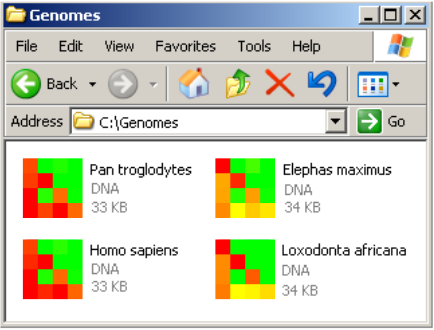 Genomes
File Edit View Favorites Tools Help
Back
Address C:\Genomes Go
Pan troglodytes
DNA
33 KB
Elephas maximus
DNA
34 KB
Homo sapiens
DNA
33 KB
Loxodonta africana
DNA
34 KB